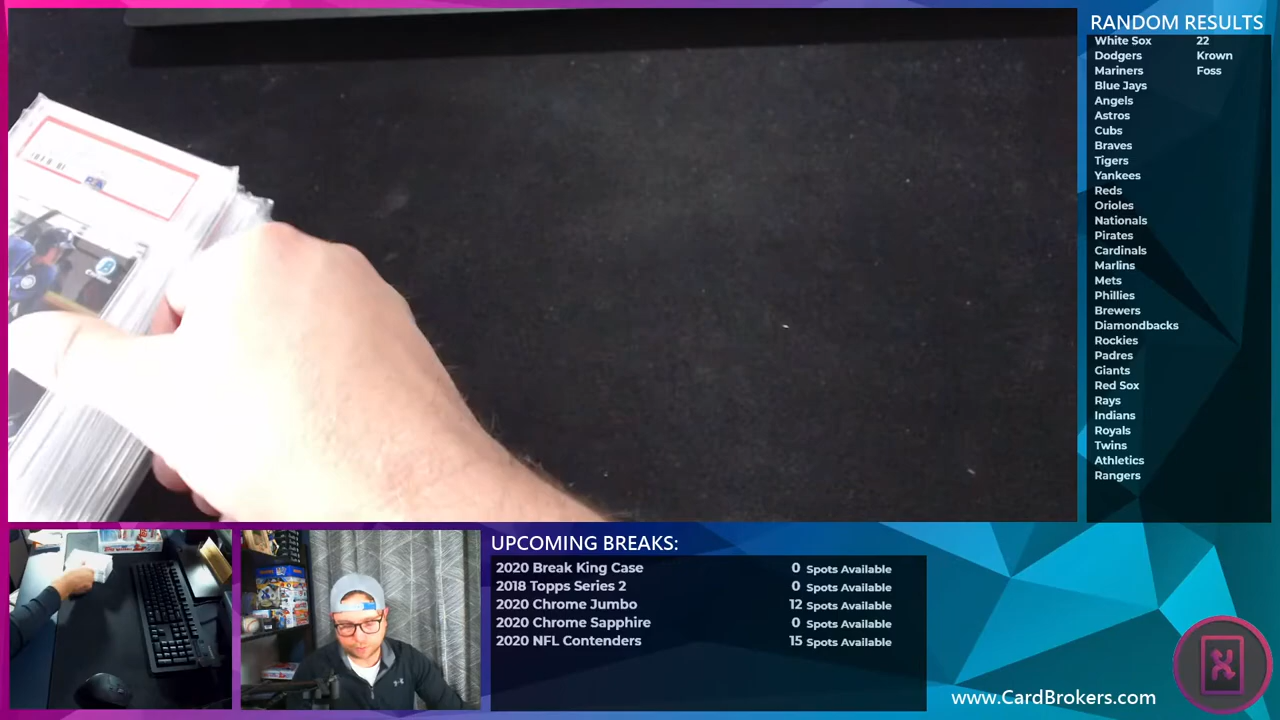 RANDOM RESULTS
White Sox 22
Dodgers Krown
Mariners Foss
Blue Jays
Angels
Astros
Cubs
Braves
Tigers
Yankees
Reds
Orioles
Nationals
Pirates
Cardinals
Marlins
Mets
Phillies
Brewers
Diamondbacks
Rockies
Padres
Giants
Red Sox
Rays
Indians
Royals
Twins
Athletics
Rangers
UPCOMING BREAKS:
2020 Break King Case 0 Spots Available
2018 Topps Series 2 0 Spots Available
2020 Chrome Jumbo 12 Spots Available
2020 Chrome Sapphire 0 Spots Available
2020 NFL Contenders 15 Spots Available
www.CardBrokers.com